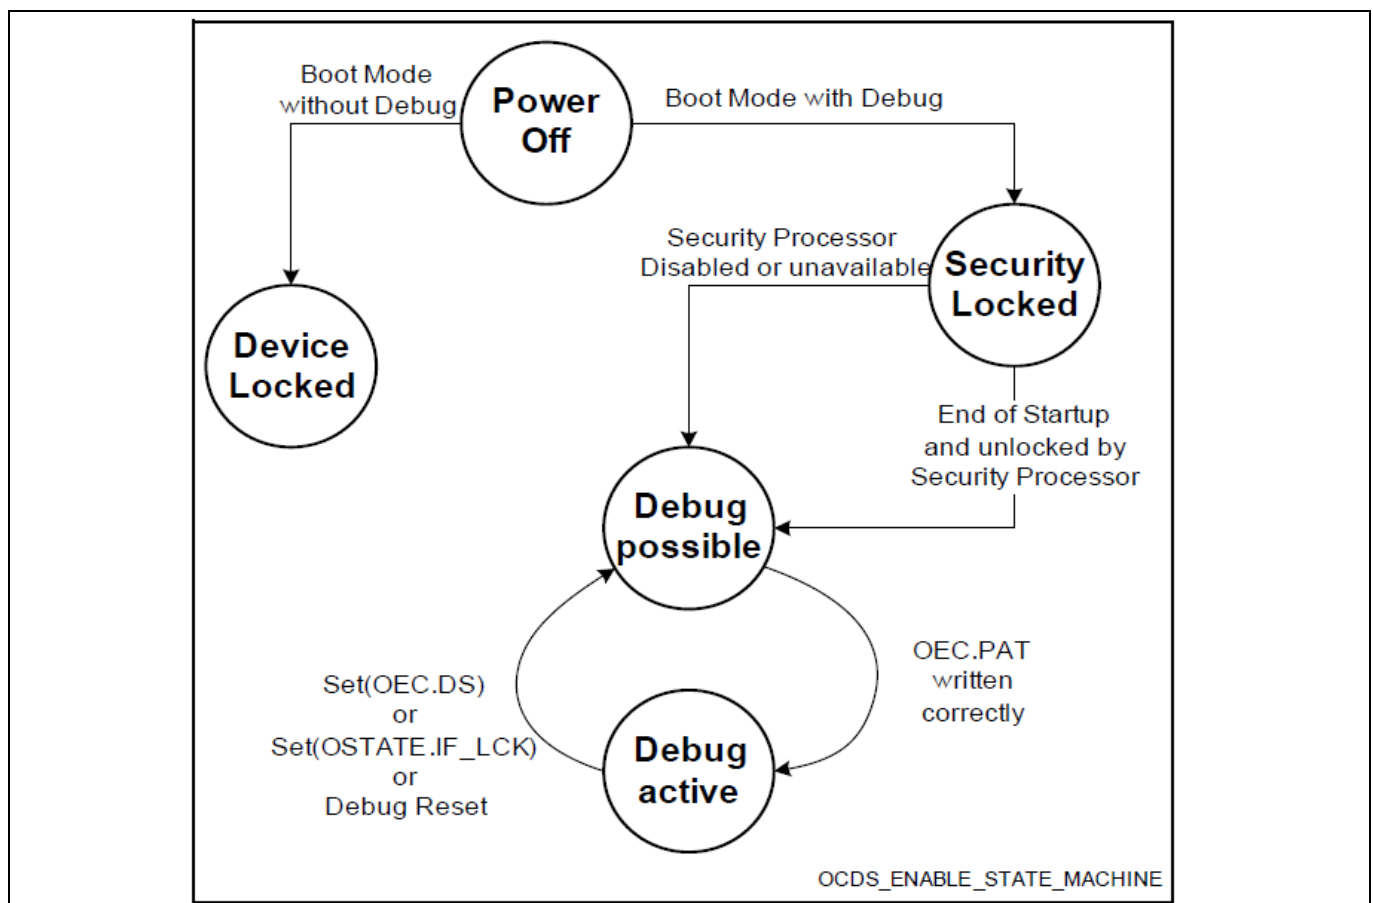 Boot Mode
without Debug
Power
Off
Boot Mode with Debug
Security Processor
Disabled or unavailable
Security
Locked
Device
Locked
End of Startup
and unlocked by
Security Processor
Debug
possible
OEC.PAT
written
correctly
Set(OEC.DS)
or
Set(OSTATE.IF_LCK)
or
Debug Reset
Debug
active
OCDS_ENABLE_STATE_MACHINE